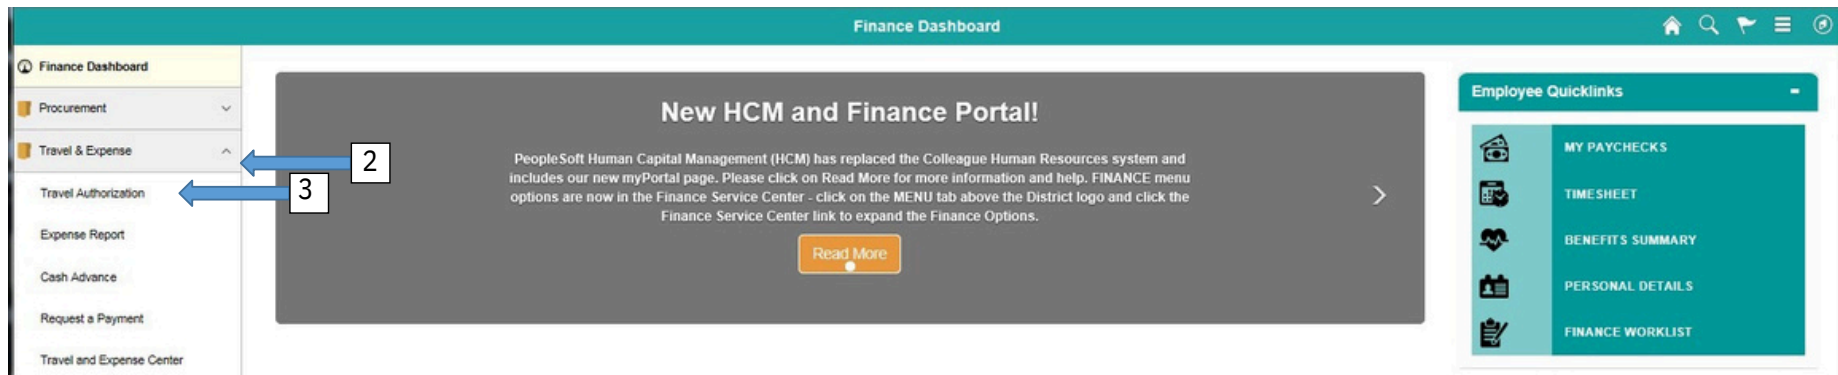 Finance Dashboard
Finance Dashboard
Procurement
Travel & Expense
2
Travel Authorization
3
Expense Report
Cash Advance
Request a Payment
Travel and Expense Center
New HCM and Finance Portal!
PeopleSoft Human Capital Management (HCM) has replaced the Colleague Human Resources system and
includes our new myPortal page. Please click on Read More for more information and help. FINANCE menu
options are now in the Finance Service Center - click on the MENU tab above the District logo and click the
Finance Service Center link to expand the Finance Options.
Read More
Employee Quicklinks
MY PAYCHECKS
TIMESHEET
BENEFITS SUMMARY
PERSONAL DETAILS
FINANCE WORKLIST